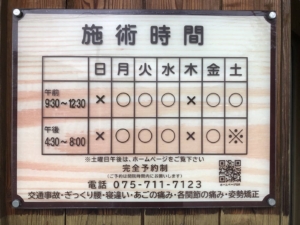 施術時間
日 月 火 水 木 金 土
午前
9:30～12:30 × ○ ○ ○ × ○ ○
午後
4:30～8:00 × ○ ○ ○ × ○ ※
※土曜日午後は、ホームページをご覧下さい
完全予約制
電話 075-711-7123
交通事故・ぎっくり腰・寝違い・あごの痛み・各関節の痛み・姿勢矯正